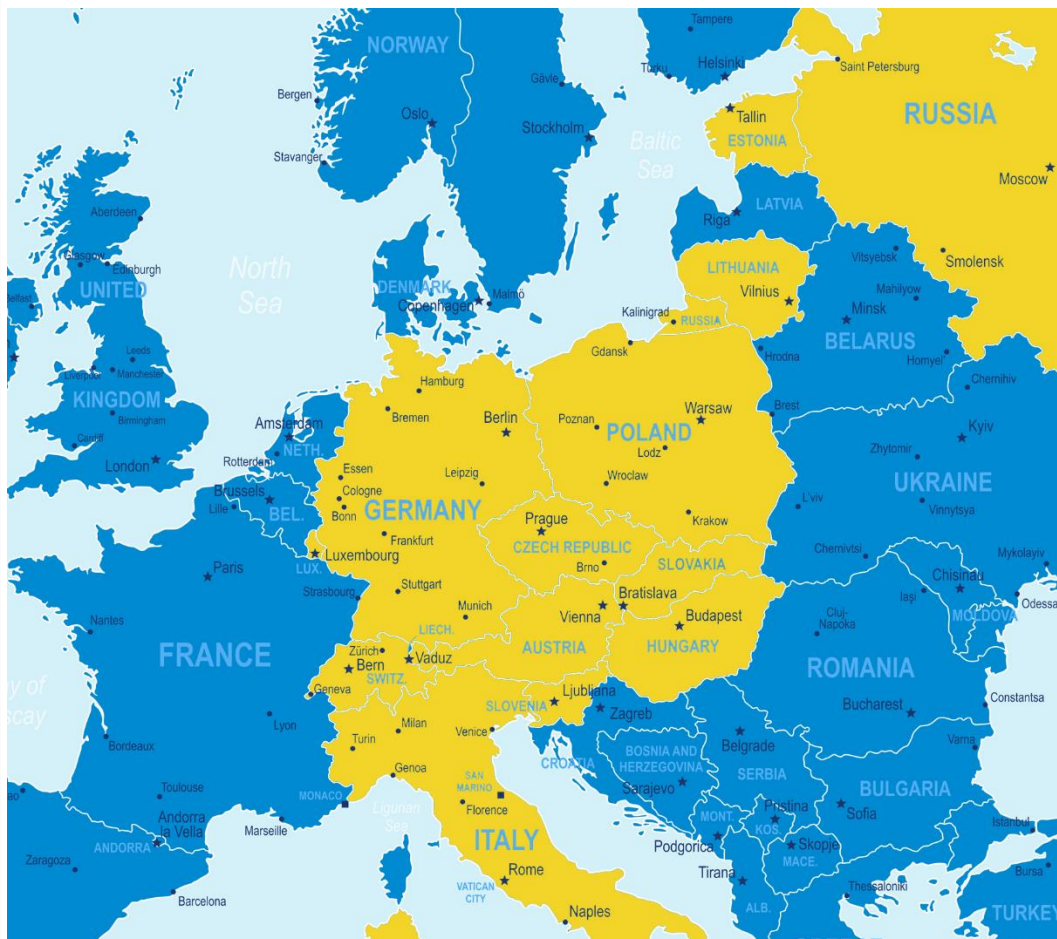 Tampere
NORWAY
Helsinki
Turku
Saint Petersburg
Gävle
Bergen
RUSSIA
Oslo
Tallin
Stockholm
ESTONIA
Baltic
Sea
Stavanger
Moscow
LATVIA
Aberdeen
Riga
Glasgow
Edinburgh
North
Sea
Vitsyebsk
Smolensk
LITHUANIA
UNITED
DENMARK
Belfast
Copenhagen
Malmö
Vilnius
Mahilyow
Minsk
Kaliningrad
RUSSIA
BELARUS
Gdansk
Hrodna
Homyel'
Leeds
Liverpool
Manchester
Hamburg
Chernihiv
KINGDOM
Bremen
Birmingham
Berlin
Poznan
Warsaw
Brest
Amsterdam
POLAND
Kyiv
Cardiff
NETH.
Lodz
Zhytomir
London
Rotterdam
Essen
Leipzig
Wroclaw
UKRAINE
Brussels
Cologne
L'viv
Lille
BEL.
Bonn
GERMANY
Vinnytsya
Krakow
Prague
Frankfurt
CZECH REPUBLIC
Luxembourg
Chernivtsi
Mykolayiv
LUX.
Brno
SLOVAKIA
Paris
Chisinau
Strasbourg
Stuttgart
Bratislava
Iaşi
Odessa
Munich
Vienna
Budapest
Cluj-
Napoka
MOLDOVA
Nantes
LIECH.
AUSTRIA
HUNGARY
Zürich
Vaduz
FRANCE
Bern
SWITZ.
ROMANIA
Geneva
Ljubljana
SLOVENIA
Zagreb
Constantsa
Bucharest
Lyon
Milan
Venice
Bordeaux
Turin
Belgrade
Varna
BOSNIA AND
HERZEGOVINA
CROATIA
Genoa
SAN
MARINO
SERBIA
BULGARIA
Toulouse
MONACO
Ligurian
Sea
Florence
Sarajevo
Pristina
Sofia
Andorra
la Vella
Marseille
MONT.
KOS.
Istanbul
ANDORRA
ITALY
Podgorica
Skopje
MACE.
Zaragoza
Rome
Tirana
Bursa
Barcelona
VATICAN
CITY
Thessaloniki
Naples
ALB.
TURKEY